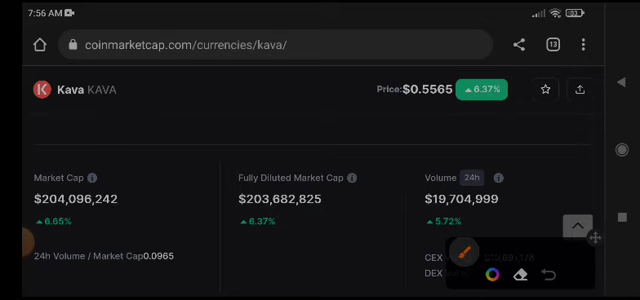 7:56 AM
coinmarketcap.com/currencies/kava/
13
Kava KAVA
Price:$0.5565 6.37%
Market Cap
Fully Diluted Market Cap
Volume 24h
$204,096,242
$203,682,825
$19,704,999
6.65%
6.37%
5.72%
24h Volume / Market Cap0.0965
CEX
DEX